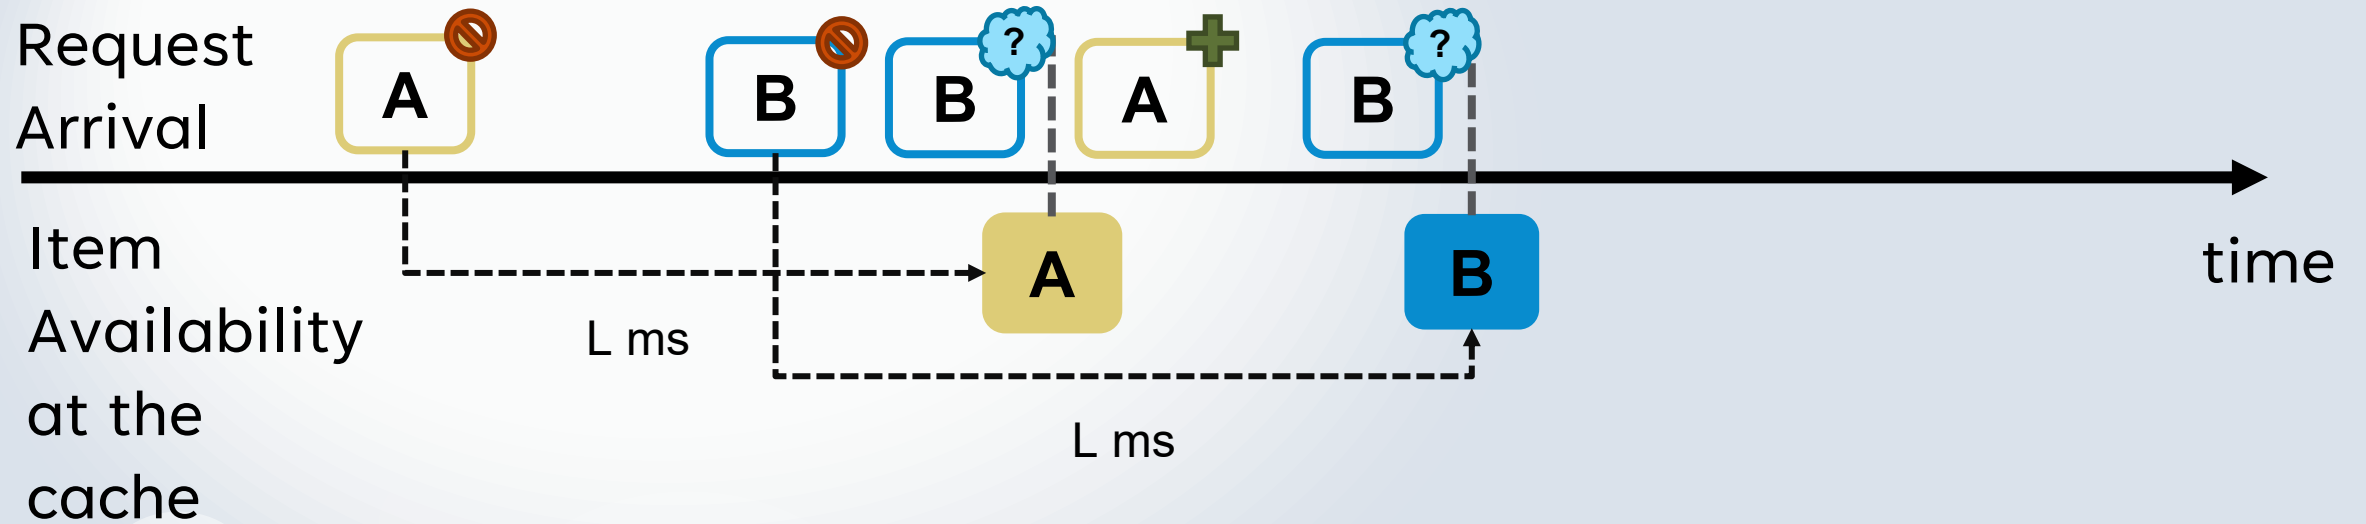 Request
Arrival
A
B
B
?
A
B
?
Item
Availability
at the
cache
A
B
time
L ms
L ms